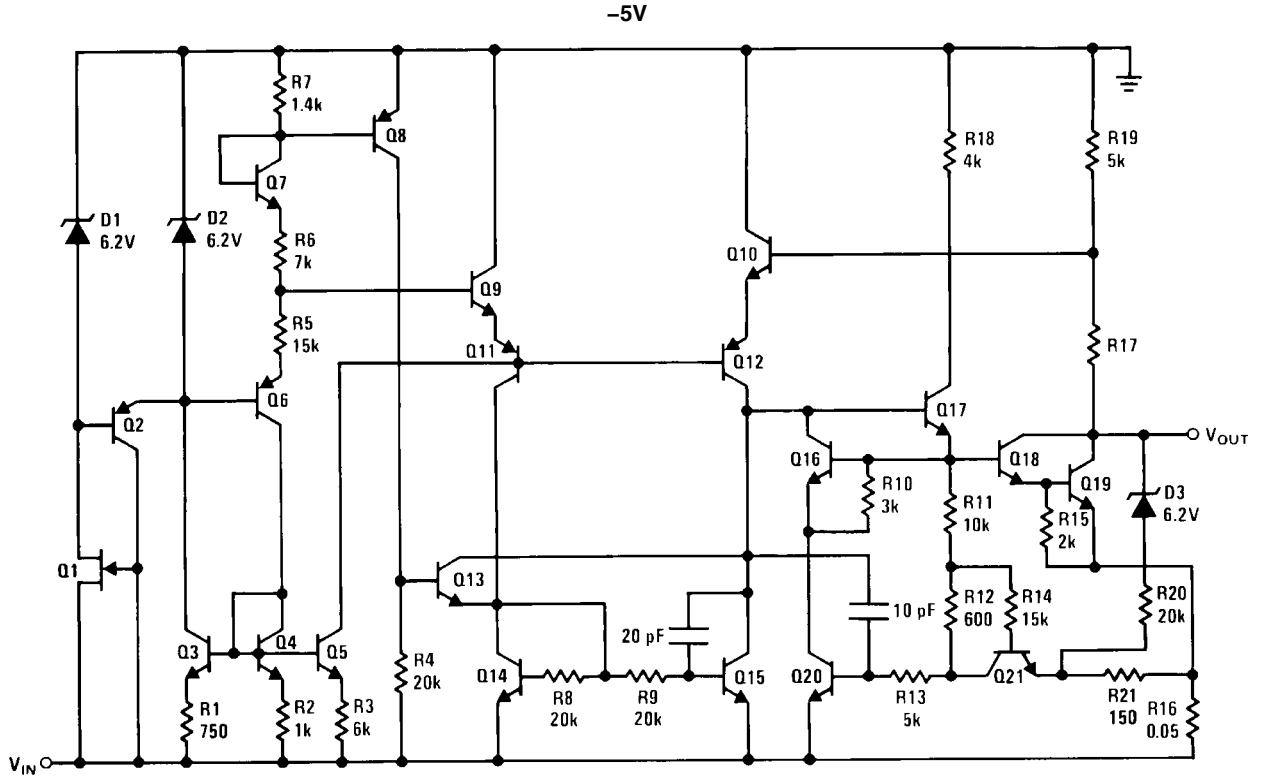 –5V
R7
1.4k
Q8
R18
4k
R19
5k
Q7
D1
6.2V
D2
6.2V
R6
7k
Q10
Q9
R5
15k
Q11
Q12
R17
Q2
Q6
Q17
VOUT
Q16
Q18
R10
3k
R11
10k
Q19
R15
2k
D3
6.2V
Q1
Q13
10 pF
R12
600
R14
15k
R20
20k
Q3
Q4
Q5
20 pF
R4
20k
Q14
R8
20k
R9
20k
Q15
Q20
R13
5k
Q21
R21
150
R16
0.05
R1
750
R2
1k
R3
6k
VIN